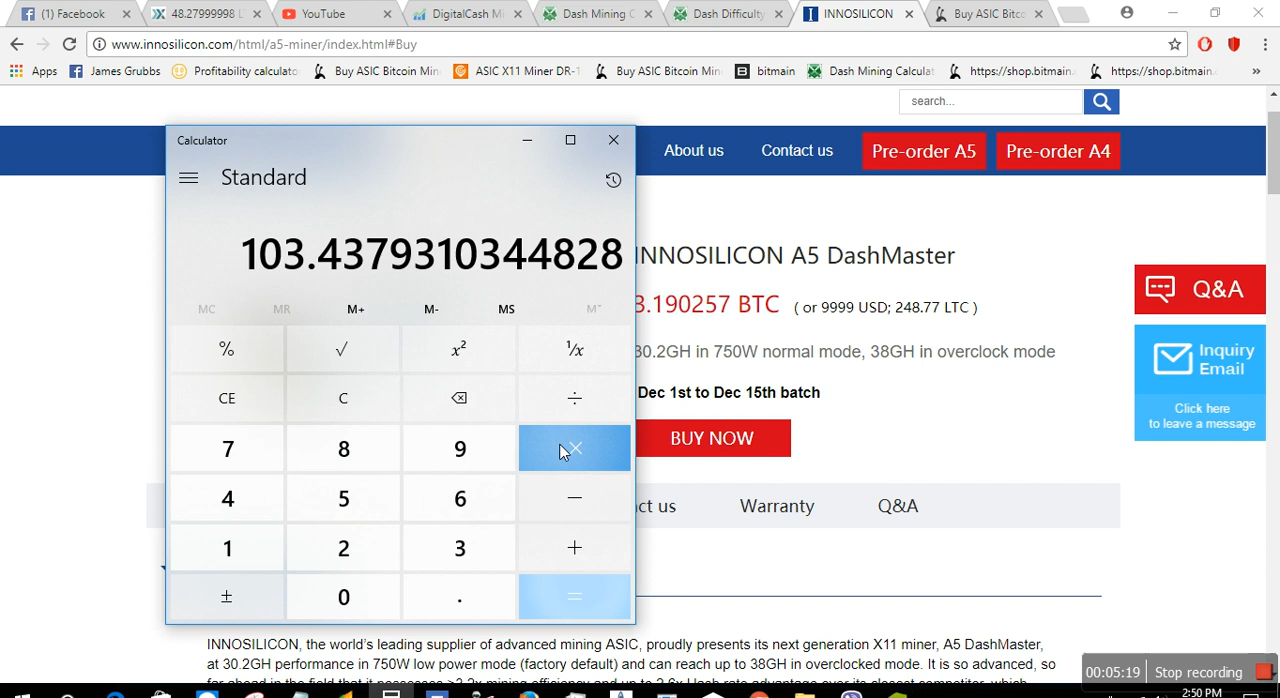 (1) Facebook
48.27999998 L
YouTube
DigitalCash Mi
Dash Mining C
Dash Difficulty
INNOSILICON
Buy ASIC Bitco
www.innosilicon.com/html/a5-miner/index.html#Buy
Apps
James Grubbs
Profitability calculato
Buy ASIC Bitcoin Min
ASIC X11 Miner DR-1
Buy ASIC Bitcoin Min
bitmain
Dash Mining Calculat
https://shop.bitmain.
https://shop.bitmain.c
search...
About us
Contact us
Pre-order A5
Pre-order A4
Calculator
Standard
103.4379310344828
MC
MR
M+
M-
MS
M˅
%
√
x²
¹/x
CE
C
÷
7
8
9
×
4
5
6
−
1
2
3
+
±
0
.
=
INNOSILICON A5 DashMaster
3.190257 BTC
( or 9999 USD; 248.77 LTC )
30.2GH in 750W normal mode, 38GH in overclock mode
Dec 1st to Dec 15th batch
BUY NOW
Q&A
Inquiry
Email
Click here
to leave a message
ct us
Warranty
Q&A
INNOSILICON, the world's leading supplier of advanced mining ASIC, proudly presents its next generation X11 miner, A5 DashMaster,
at 30.2GH performance in 750W low power mode (factory default) and can reach up to 38GH in overclocked mode. It is so advanced, so
00:05:19
Stop recording
2:50 PM